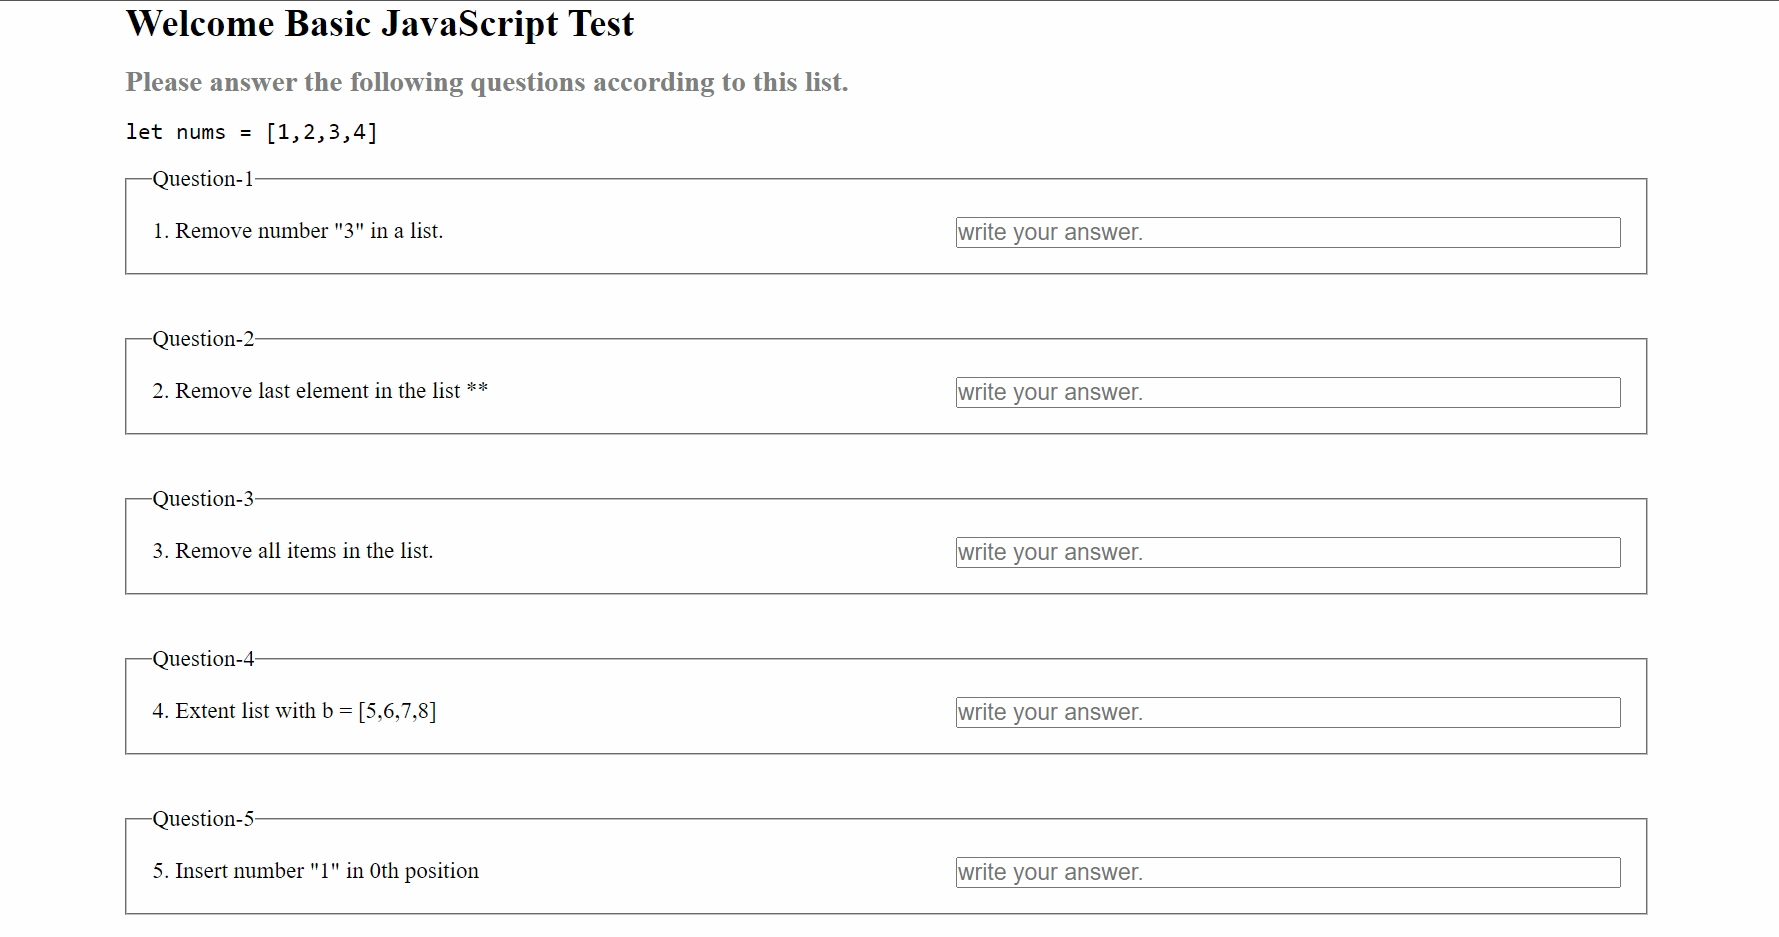 Welcome Basic JavaScript Test
Please answer the following questions according to this list.
let nums = [1,2,3,4]
Question-1
1. Remove number "3" in a list.
write your answer.
Question-2
2. Remove last element in the list **
write your answer.
Question-3
3. Remove all items in the list.
write your answer.
Question-4
4. Extent list with b = [5,6,7,8]
write your answer.
Question-5
5. Insert number "1" in 0th position
write your answer.